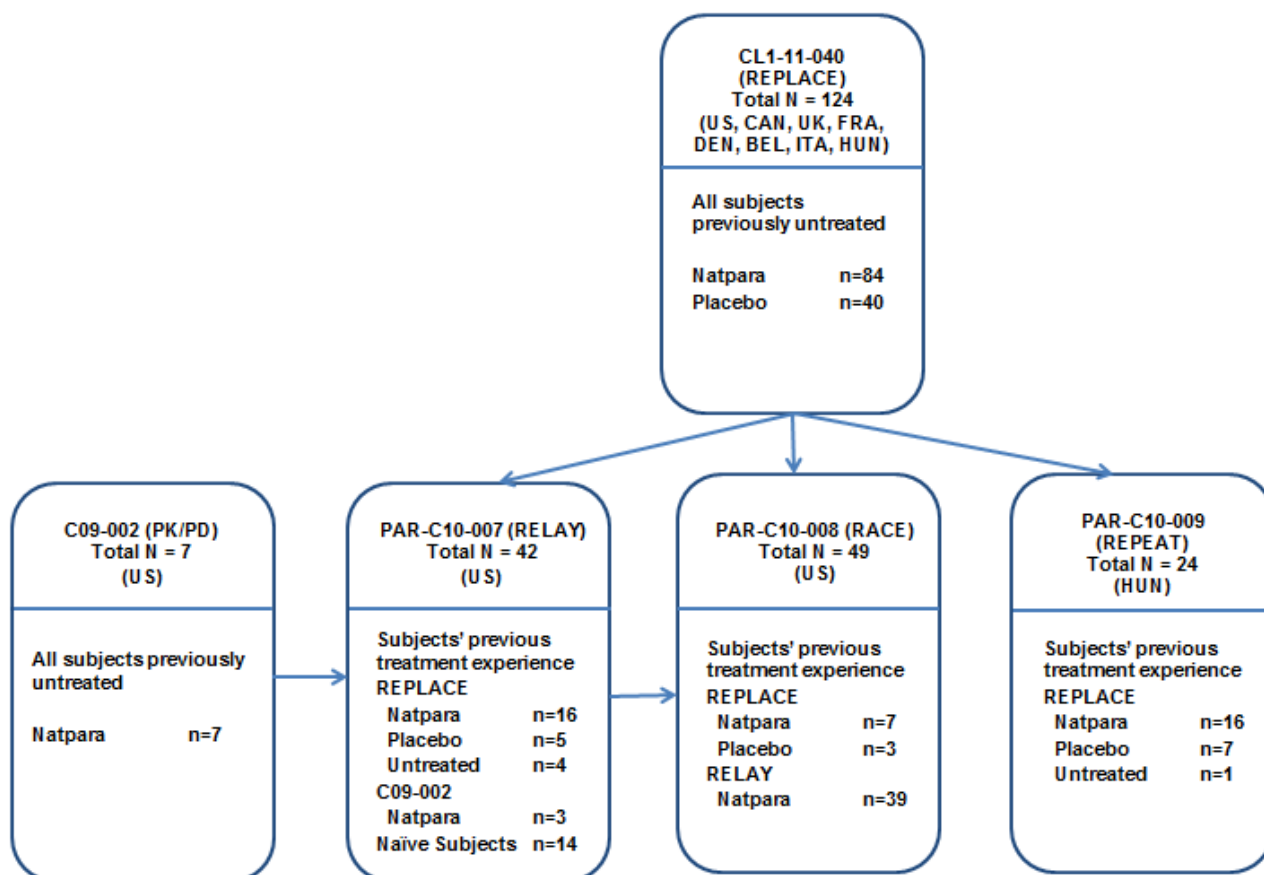 CL1-11-040
(REPLACE)
Total N = 124
(US, CAN, UK, FRA,
DEN, BEL, ITA, HUN)
All subjects
previously untreated
Natpara n=84
Placebo n=40
C09-002 (PK/PD)
Total N = 7
(US)
All subjects previously
untreated
Natpara n=7
PAR-C10-007 (RELAY)
Total N = 42
(US)
Subjects' previous
treatment experience
REPLACE
Natpara n=16
Placebo n=5
Untreated n=4
C09-002
Natpara n=3
Naïve Subjects n=14
PAR-C10-008 (RACE)
Total N = 49
(US)
Subjects' previous
treatment experience
REPLACE
Natpara n=7
Placebo n=3
RELAY
Natpara n=39
PAR-C10-009
(REPEAT)
Total N = 24
(HUN)
Subjects' previous
treatment experience
REPLACE
Natpara n=16
Placebo n=7
Untreated n=1